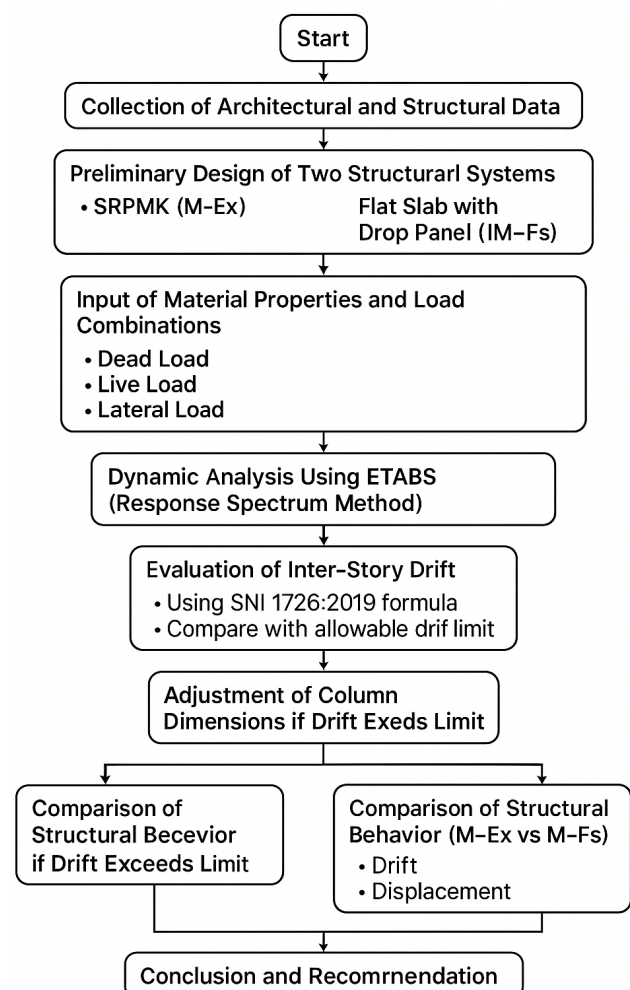 Start
Collection of Architectural and Structural Data
Preliminary Design of Two Structurarl Systems
• SRPMK (M-Ex)
Flat Slab with
Drop Panel (IM-Fs)
Input of Material Properties and Load
Combinations
• Dead Load
• Live Load
• Lateral Load
Dynamic Analysis Using ETABS
(Response Spectrum Method)
Evaluation of Inter-Story Drift
• Using SNI 1726:2019 formula
• Compare with allowable drif limit
Adjustment of Column
Dimensions if Drift Exeds Limit
Comparison of
Structural Becevior
if Drift Exceeds Limit
Comparison of Structural
Behavior (M-Ex vs M-Fs)
• Drift
• Displacement
Conclusion and Recomrnendation